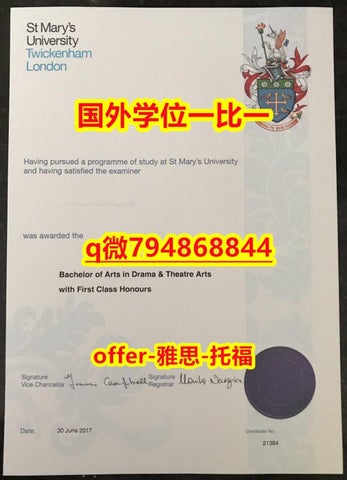 St Mary's
University
Twickenham
London
国外学位一比一
Having pursued a programme of study at St Mary's University
and having satisfied the examiner
was awarded the
q微794868844
Bachelor of Arts in Drama & Theatre Arts
with First Class Honours
offer-雅思-托福
Signature
Vice Chancellor
Signature
Registrar
Date:
30 June 2017
Certificate No:
21384